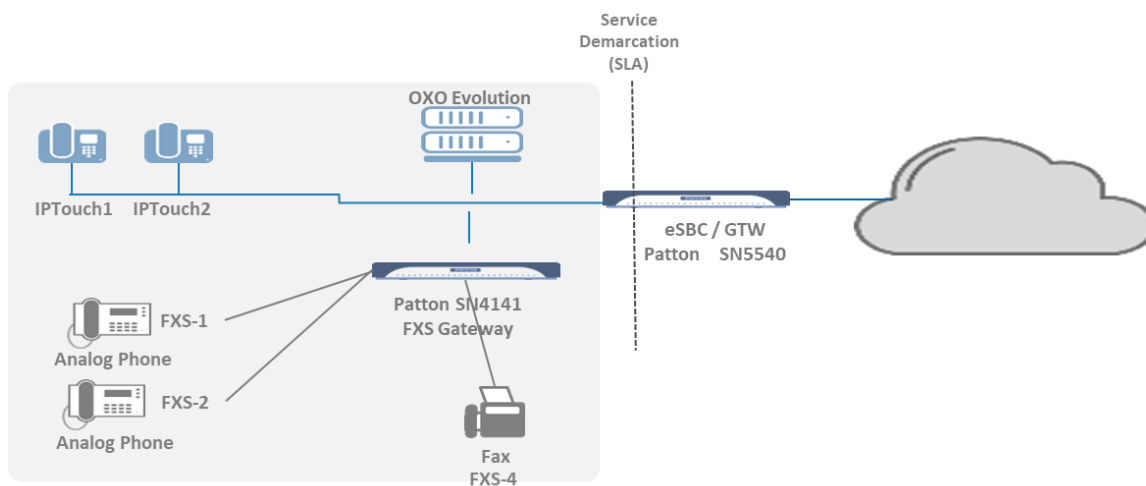 Service
Demarcation
(SLA)
OXO Evolution
IPTouch1
IPTouch2
eSBC / GTW
Patton SN5540
Patton SN4141
FXS Gateway
FXS-1
Analog Phone
FXS-2
Analog Phone
Fax
FXS-4